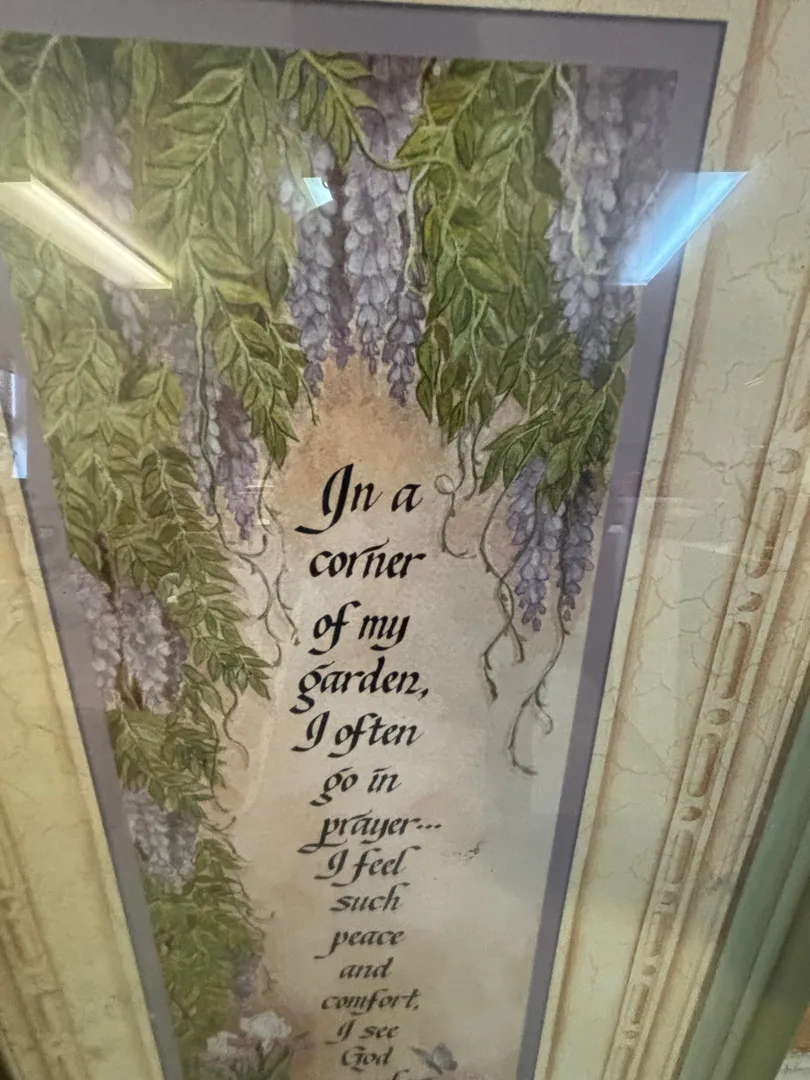 In a
corner
of my
garden,
I often
go in
prayer...
I feel
such
peace
and
comfort,
I see
God